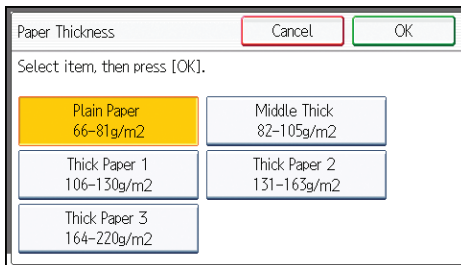 Paper Thickness
Cancel
OK
Select item, then press [OK].
Plain Paper
66-81g/m2
Middle Thick
82-105g/m2
Thick Paper 1
106-130g/m2
Thick Paper 2
131-163g/m2
Thick Paper 3
164-220g/m2